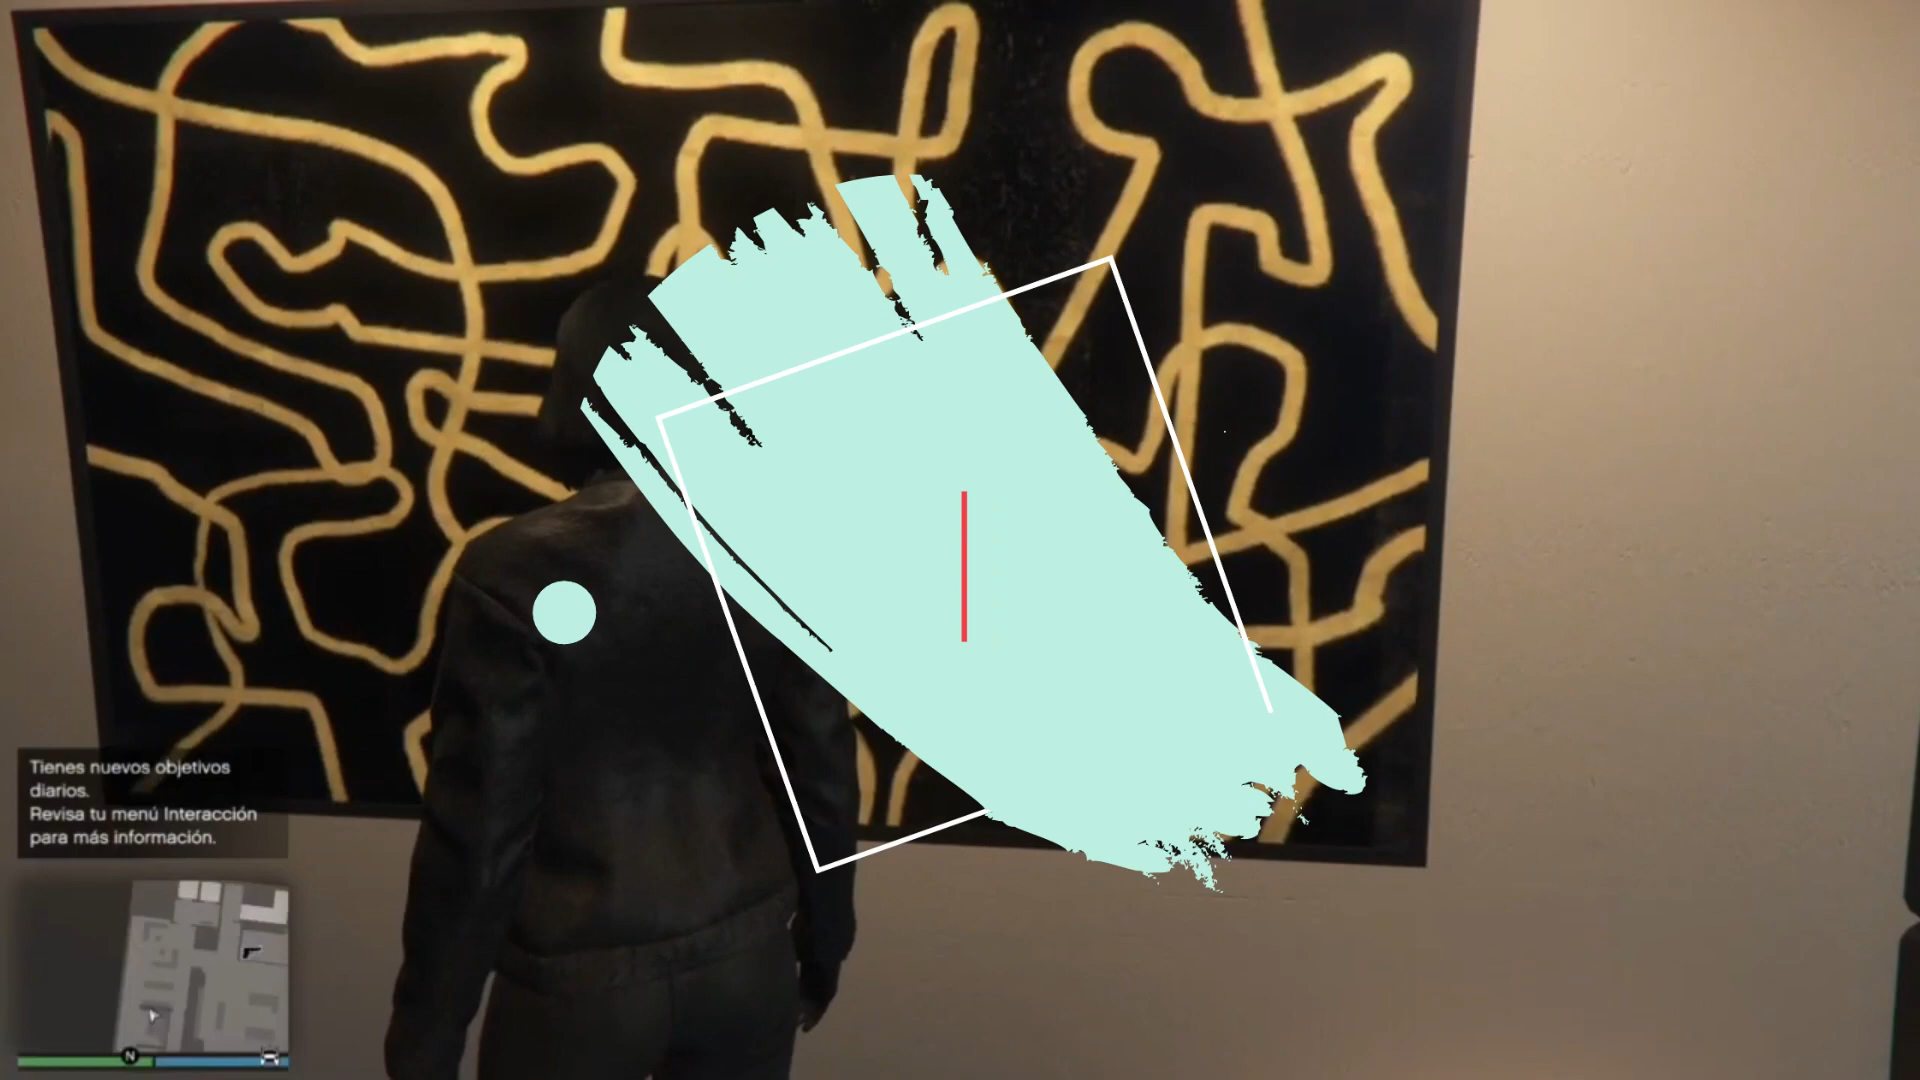 Tienes nuevos objetivos
diarios.
Revisa tu menú Interacción
para más información.
N